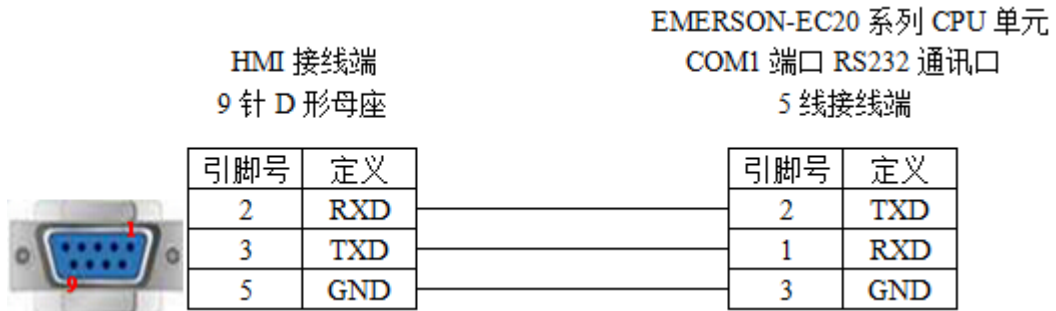 EMERSON-EC20 系列 CPU 单元
HMI 接线端
COM1 端口 RS232 通讯口
9 针 D 形母座
5 线接线端
引脚号 定义 引脚号 定义
2 RXD 2 TXD
3 TXD 1 RXD
5 GND 3 GND
1
9